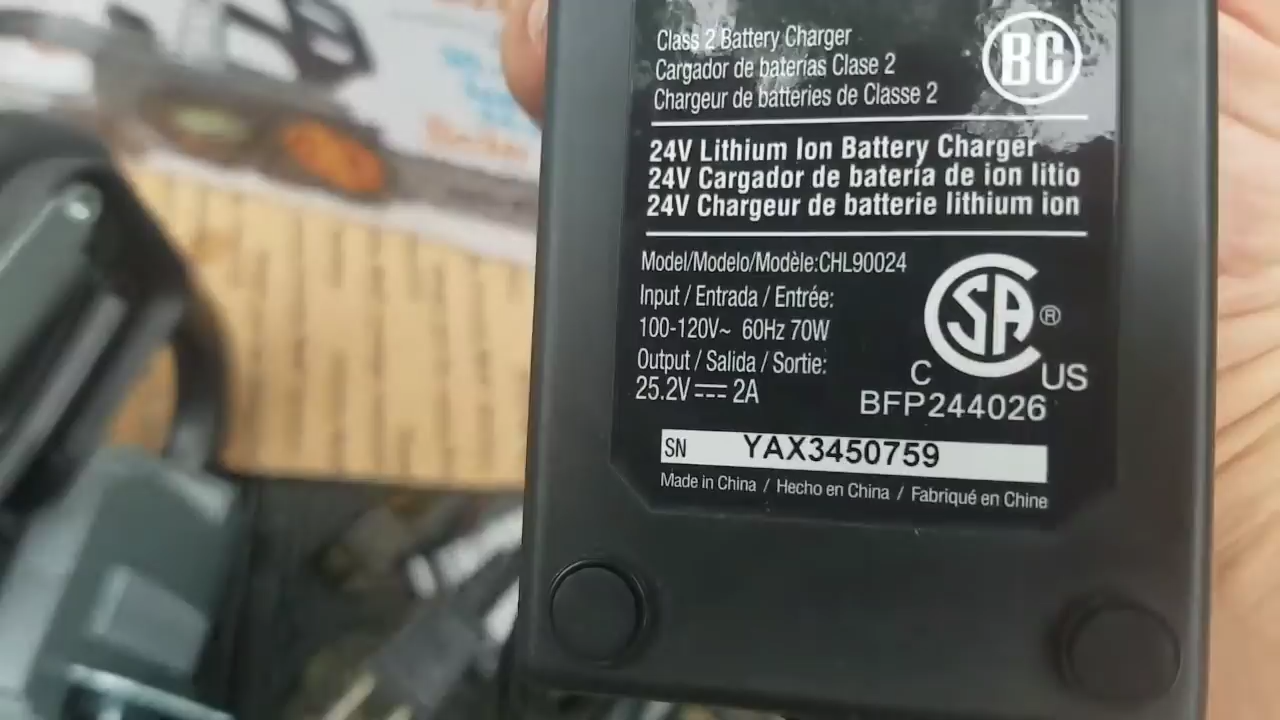 Class 2 Battery Charger
Cargador de baterías Clase 2
Chargeur de batteries de Classe 2
BC
24V Lithium Ion Battery Charger
24V Cargador de batería de ion litio
24V Chargeur de batterie lithium ion
Model/Modelo/Modèle:CHL90024
Input / Entrada / Entrée:
100-120V~ 60Hz 70W
Output / Salida / Sortie:
25.2V⎓ 2A
SA ®
C US
BFP244026
SN YAX3450759
Made in China / Hecho en China / Fabriqué en Chine